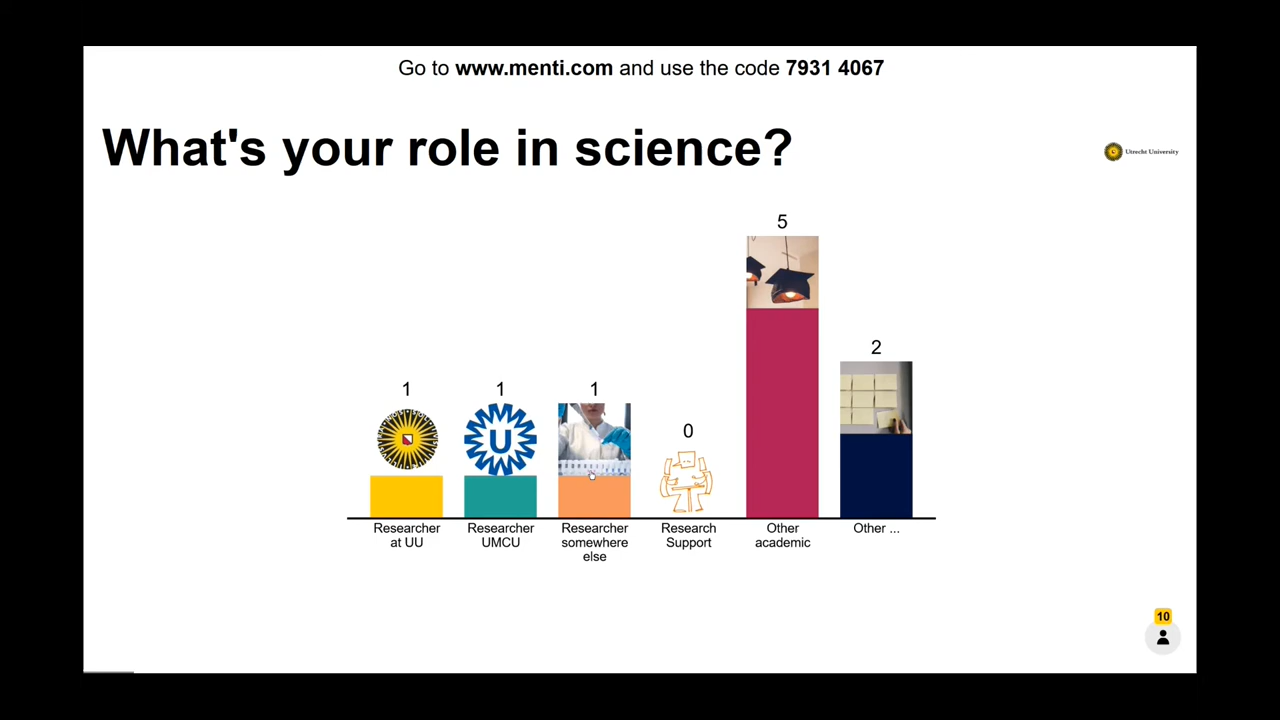 Go to www.menti.com and use the code 7931 4067
What's your role in science?
Utrecht University
5
2
1
1
1
0
U
Researcher
at UU
Researcher
UMCU
Researcher
somewhere
else
Research
Support
Other
academic
Other ...
10